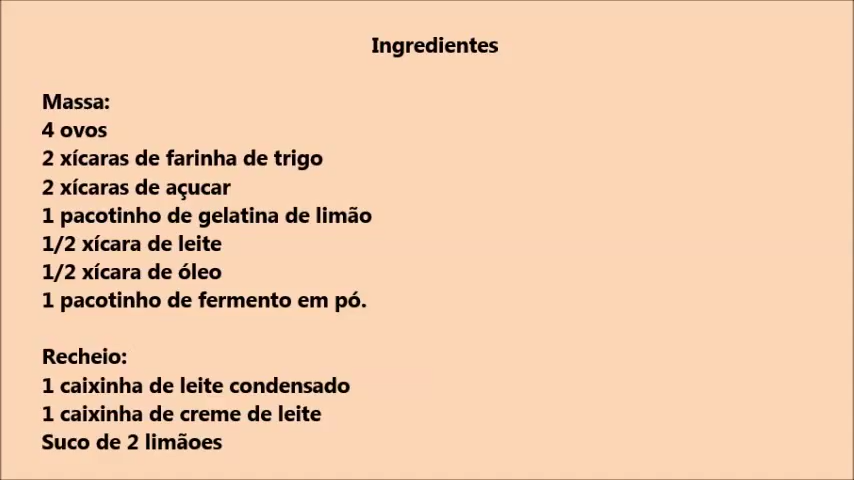 Ingredientes
Massa:
4 ovos
2 xícaras de farinha de trigo
2 xícaras de açucar
1 pacotinho de gelatina de limão
1/2 xícara de leite
1/2 xícara de óleo
1 pacotinho de fermento em pó.
Recheio:
1 caixinha de leite condensado
1 caixinha de creme de leite
Suco de 2 limãoes